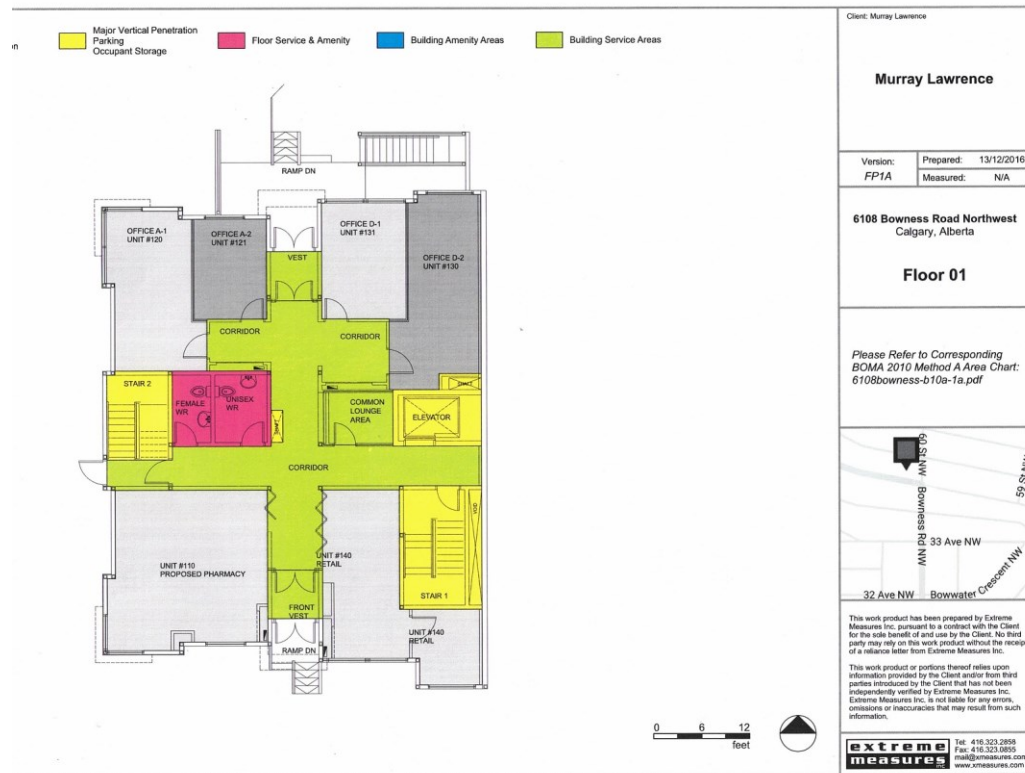 Major Vertical Penetration
Parking
Occupant Storage
Floor Service & Amenity
Building Amenity Areas
Building Service Areas
RAMP DN
OFFICE A-1
UNIT #120
OFFICE A-2
UNIT #121
OFFICE D-1
UNIT #131
OFFICE D-2
UNIT #130
VEST
CORRIDOR
CORRIDOR
STAIR 2
FEMALE
WR
UNISEX
WR
COMMON
LOUNGE
AREA
ELEVATOR
CORRIDOR
VOID
UNIT #110
PROPOSED PHARMACY
UNIT #140
RETAIL
STAIR 1
FRONT
VEST
UNIT #140
RETAIL
RAMP DN
0 6 12
feet
Client: Murray Lawrence
Murray Lawrence
Version:
FP1A
Prepared: 13/12/2016
Measured: N/A
6108 Bowness Road Northwest
Calgary, Alberta
Floor 01
Please Refer to Corresponding
BOMA 2010 Method A Area Chart:
6108bowness-b10a-1a.pdf
60 St NW
Bowness Rd NW
33 Ave NW
32 Ave NW
Bowwater Crescent NW
This work product has been prepared by Extreme
Measures Inc. pursuant to a contract with the Client
for the sole benefit of and use by the Client. No third
party may rely on this work product without the receip
of a reliance letter from Extreme Measures Inc.
This work product or portions thereof relies upon
information provided by the Client and/or from third
parties introduced by the Client that has not been
independently verified by Extreme Measures Inc.
Extreme Measures Inc. is not liable for any errors,
omissions or inaccuracies that may result from such
information.
extreme
measures
inc
Tel: 416.323.2858
Fax: 416.323.0855
mail@xmeasures.com
www.xmeasures.com